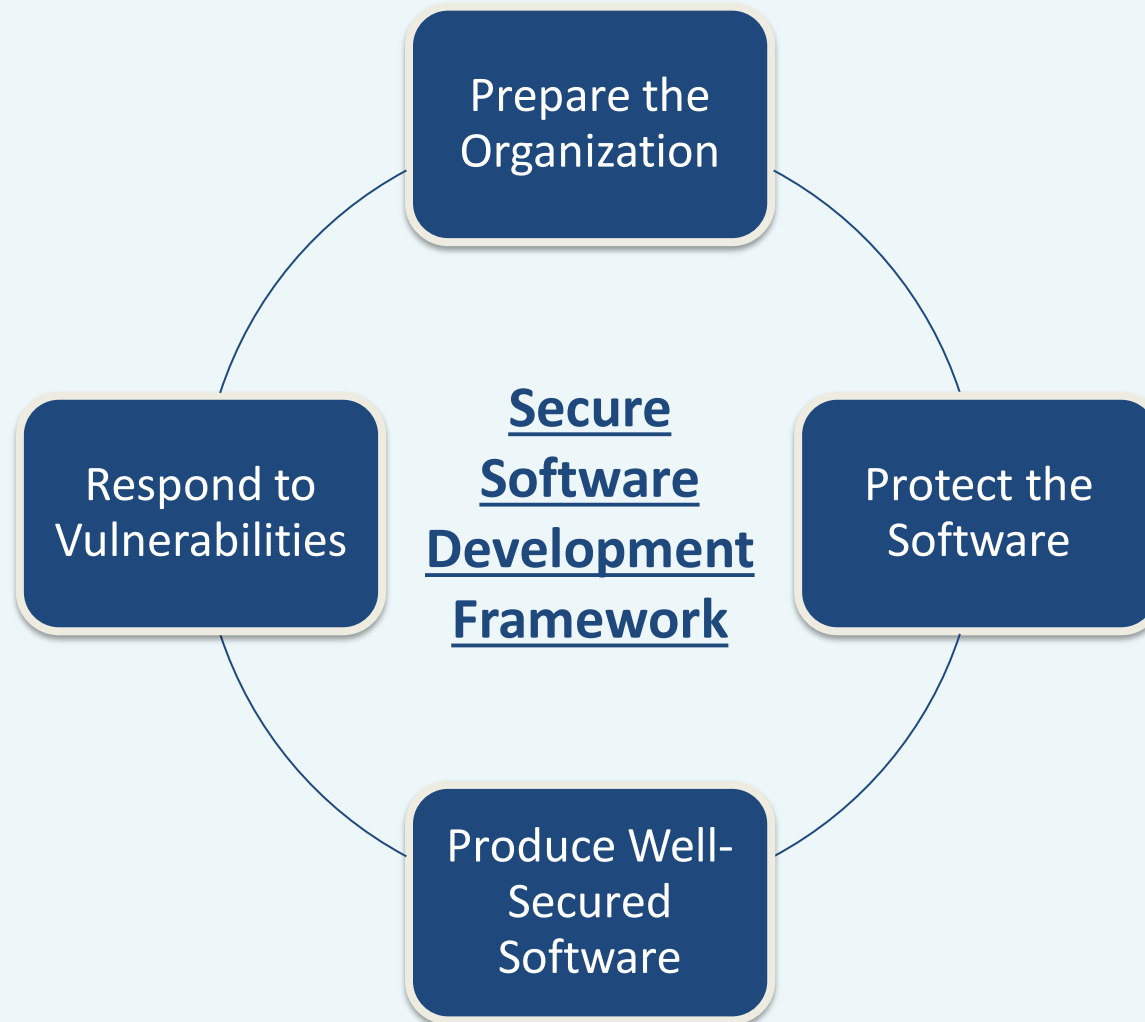 Prepare the
Organization
Secure
Software
Development
Framework
Respond to
Vulnerabilities
Protect the
Software
Produce Well-
Secured
Software